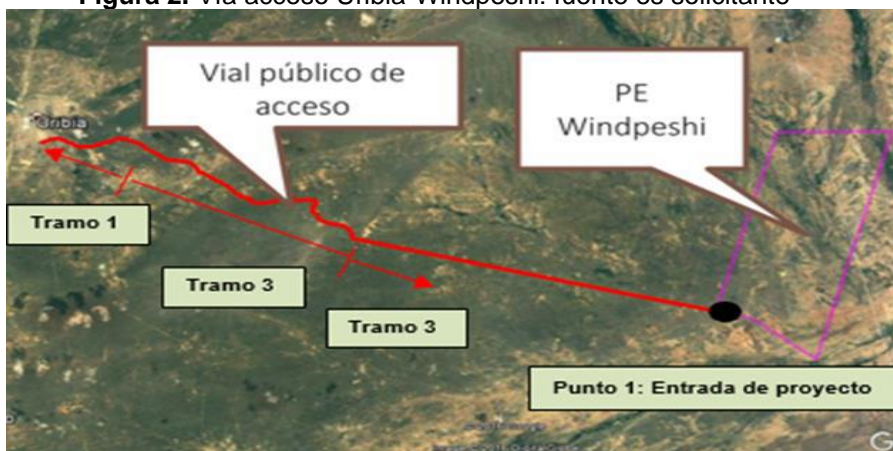 Figura 2. Vía acceso Uribia-Windpeshi. fuente es solicitante
Vial público de
acceso
PE
Windpeshi
Uribia
Tramo 1
Tramo 3
Tramo 3
Punto 1: Entrada de proyecto
G